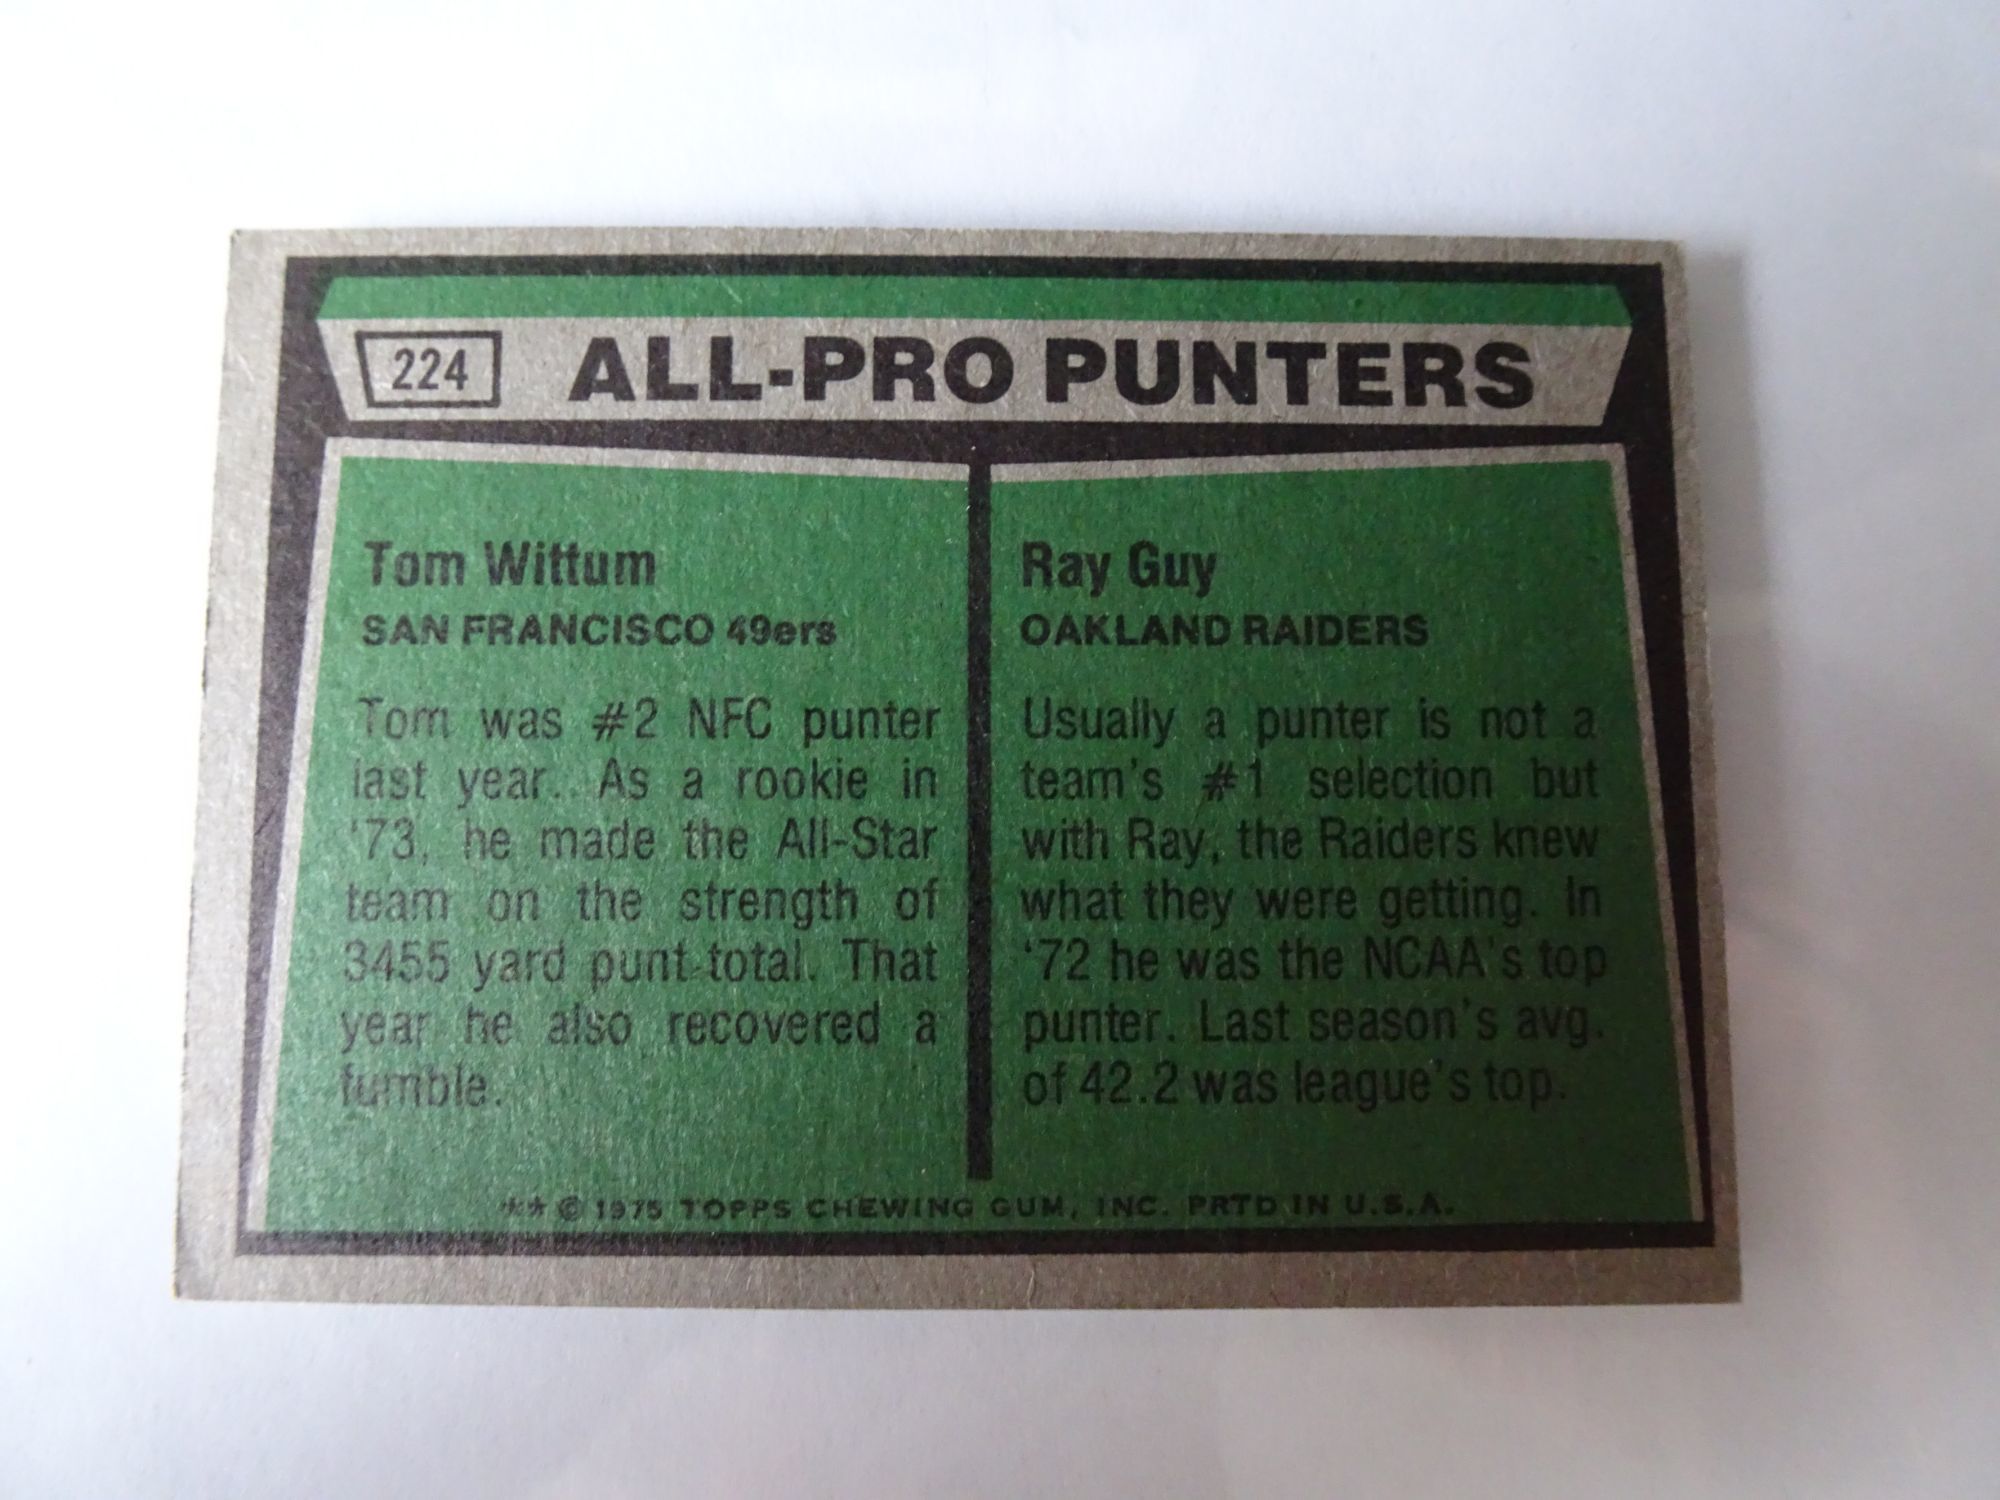 224
ALL-PRO PUNTERS
Tom Wittum
SAN FRANCISCO 49ers
Tom was #2 NFC punter
last year. As a rookie in
'73, he made the All-Star
team on the strength of
3455 yard punt total. That
year he also recovered a
fumble.
Ray Guy
OAKLAND RAIDERS
Usually a punter is not a
team's #1 selection but
with Ray, the Raiders knew
what they were getting. In
'72 he was the NCAA's top
punter. Last season's avg.
of 42.2 was league's top.
** © 1975 TOPPS CHEWING GUM, INC. PRTD IN U.S.A.